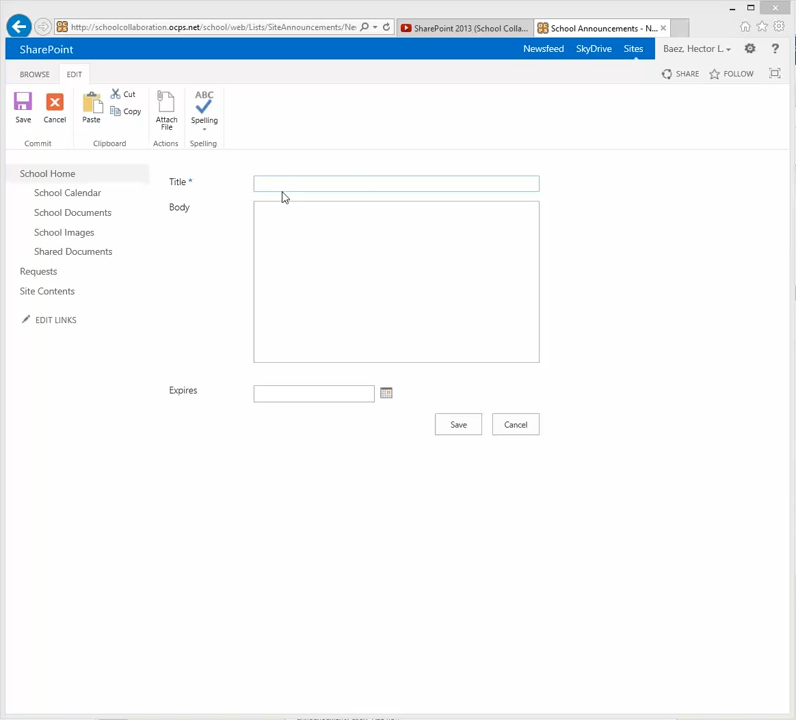 http://schoolcollaboration.ocps.net/school/web/Lists/SiteAnnouncements/Ne
SharePoint 2013 (School Colla...
School Announcements - N...
SharePoint
Newsfeed SkyDrive Sites Baez, Hector L. ?
BROWSE EDIT SHARE FOLLOW
Save Cancel Paste Cut Copy Attach File ABC Spelling
Commit Clipboard Actions Spelling
School Home
School Calendar
School Documents
School Images
Shared Documents
Requests
Site Contents
EDIT LINKS
Title *
Body
Expires
Save Cancel